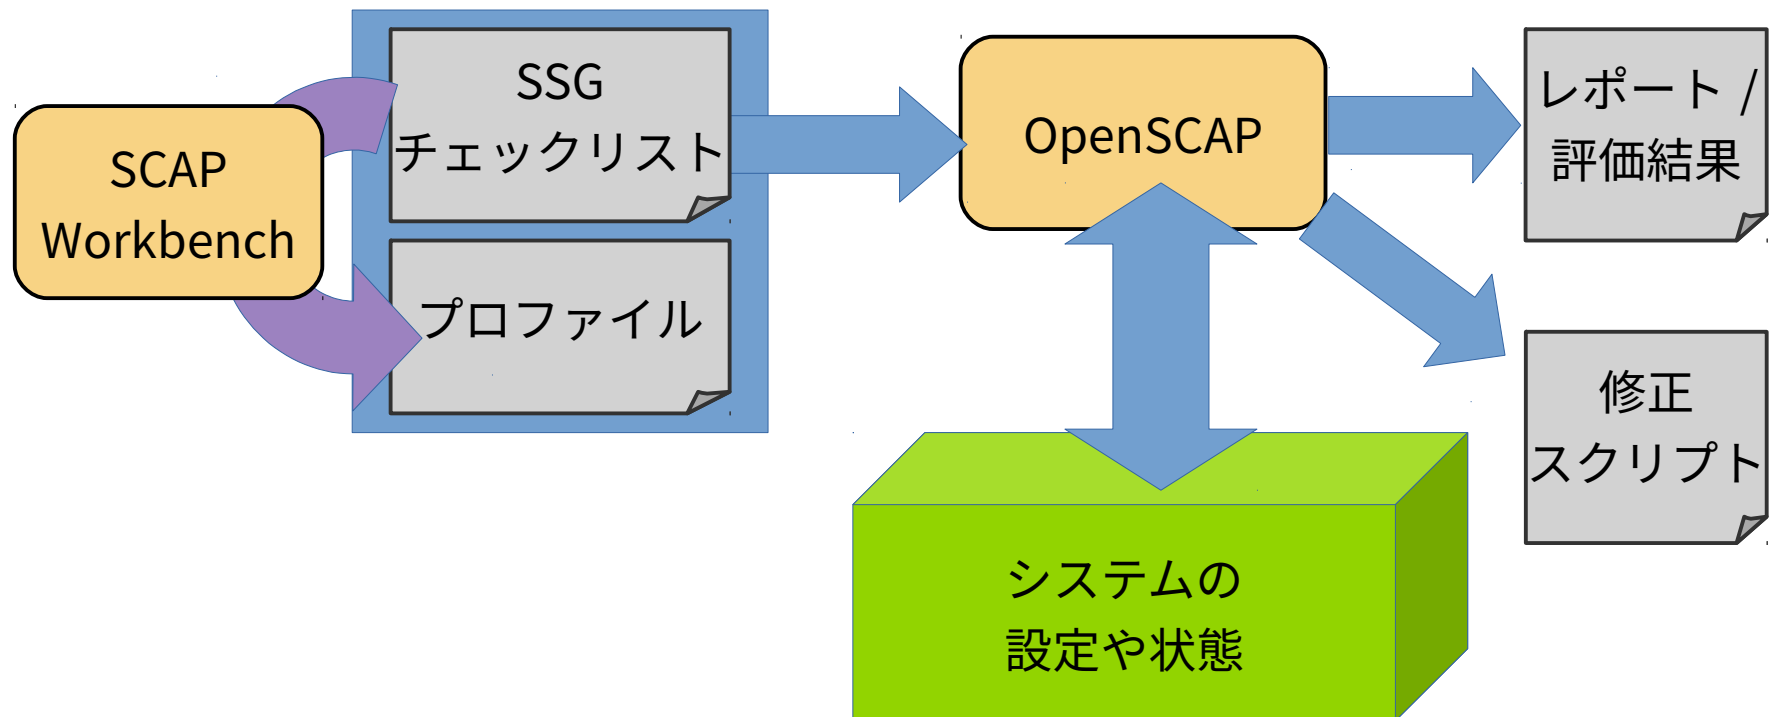 SCAP
Workbench
SSG
チェックリスト
プロファイル
OpenSCAP
レポート /
評価結果
修正
スクリプト
システムの
設定や状態